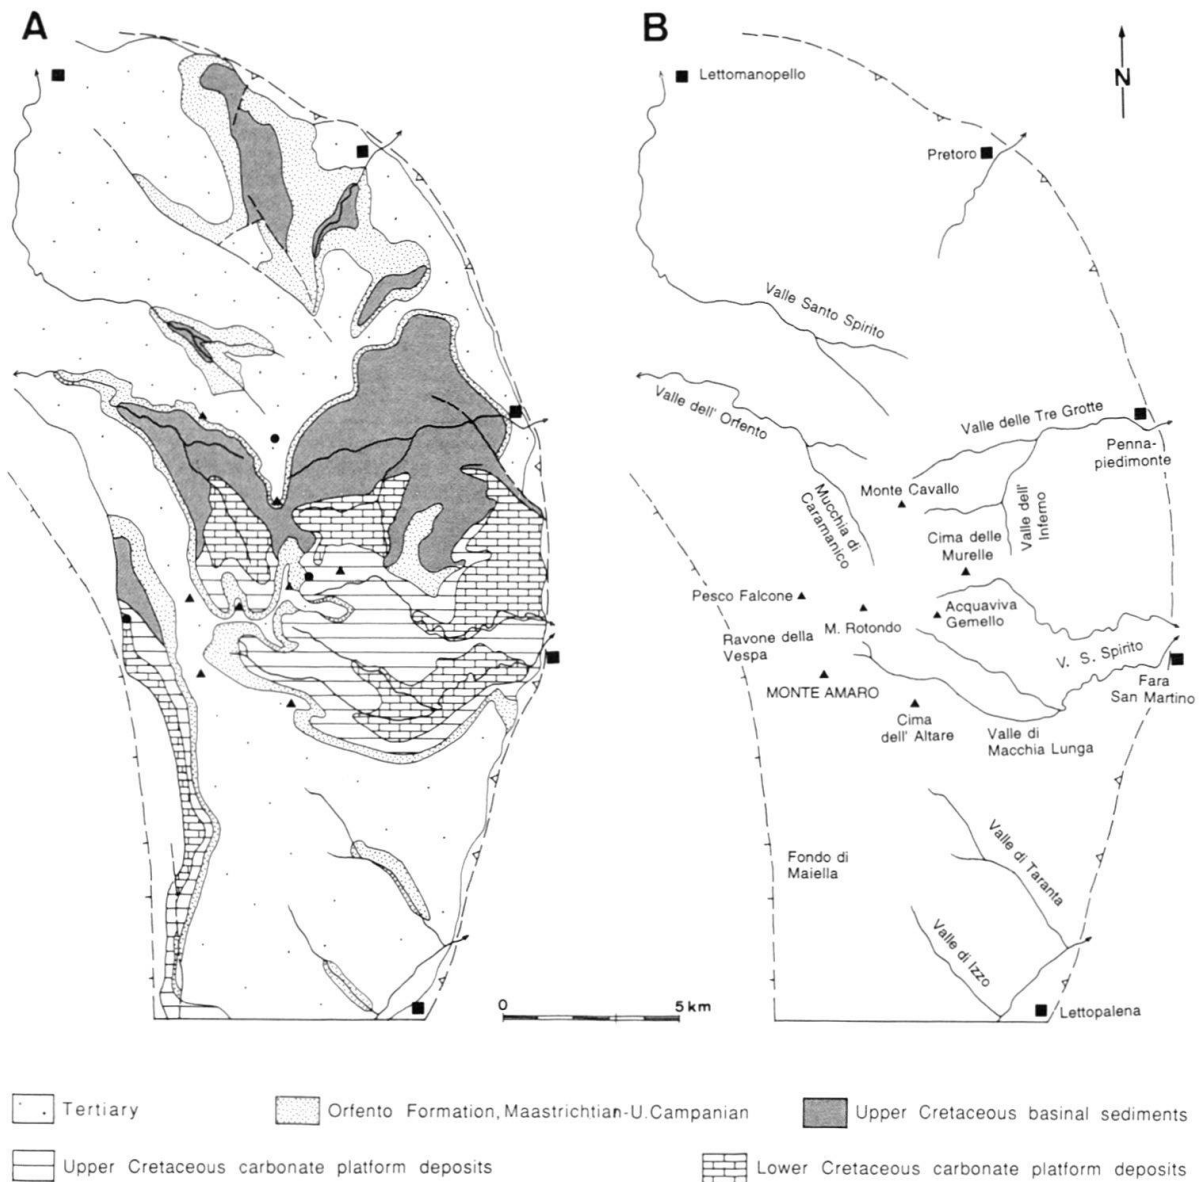 A
B
N
Lettomanopello
Pretoro
Valle Santo Spirito
Valle dell' Orfento
Valle delle Tre Grotte
Penna-
piedimonte
Monte Cavallo
Mucchia di
Caramanico
Valle dell'
Inferno
Cima delle
Murelle
Pesco Falcone
Acquaviva
Gemello
M. Rotondo
Ravone della
Vespa
V. S. Spirito
MONTE AMARO
Fara
San Martino
Cima
dell' Altare
Valle di
Macchia Lunga
Fondo di
Maiella
Valle di Taranta
Valle di Izzo
Lettopalena
0 5 km
Tertiary
Orfento Formation, Maastrichtian-U. Campanian
Upper Cretaceous basinal sediments
Upper Cretaceous carbonate platform deposits
Lower Cretaceous carbonate platform deposits